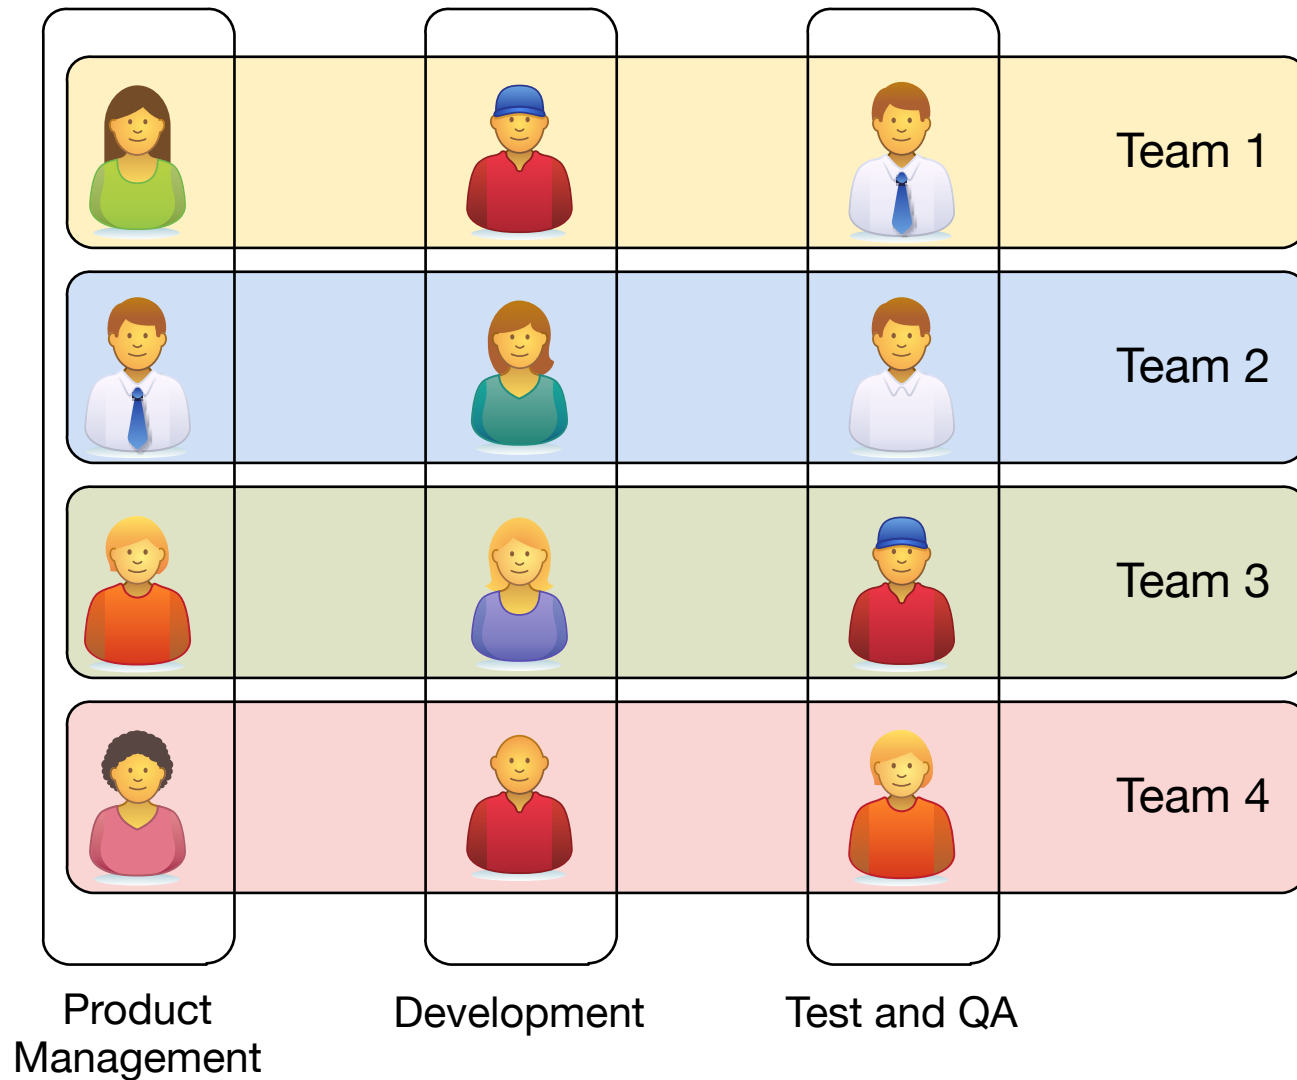 Team 1
Team 2
Team 3
Team 4
Product
Management
Development
Test and QA